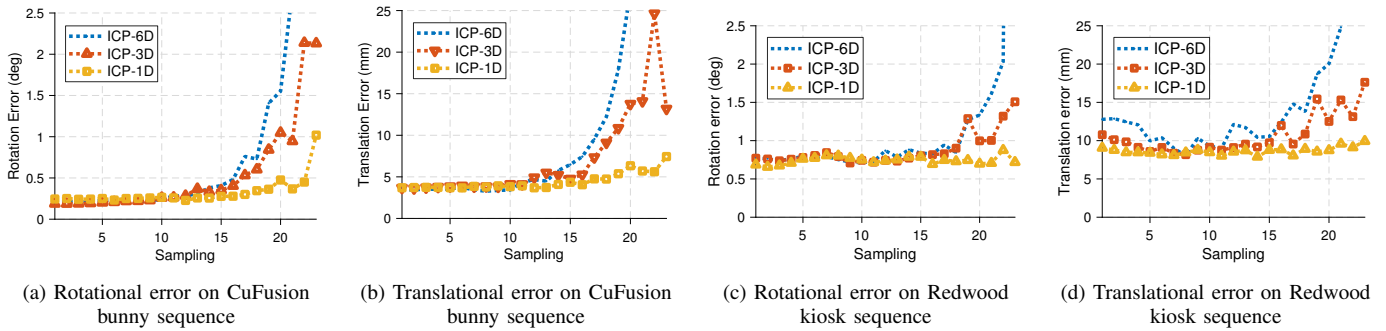 2.5
2
1.5
1
0.5
0
Rotation Error (deg)
ICP-6D
ICP-3D
ICP-1D
5 10 15 20
Sampling
(a) Rotational error on CuFusion
bunny sequence
25
20
15
10
5
0
Translation Error (mm)
ICP-6D
ICP-3D
ICP-1D
5 10 15 20
Sampling
(b) Translational error on CuFusion
bunny sequence
2.5
2
1.5
1
0.5
0
Rotation error (deg)
ICP-6D
ICP-3D
ICP-1D
5 10 15 20
Sampling
(c) Rotational error on Redwood
kiosk sequence
25
20
15
10
5
0
Translation error (mm)
ICP-6D
ICP-3D
ICP-1D
5 10 15 20
Sampling
(d) Translational error on Redwood
kiosk sequence